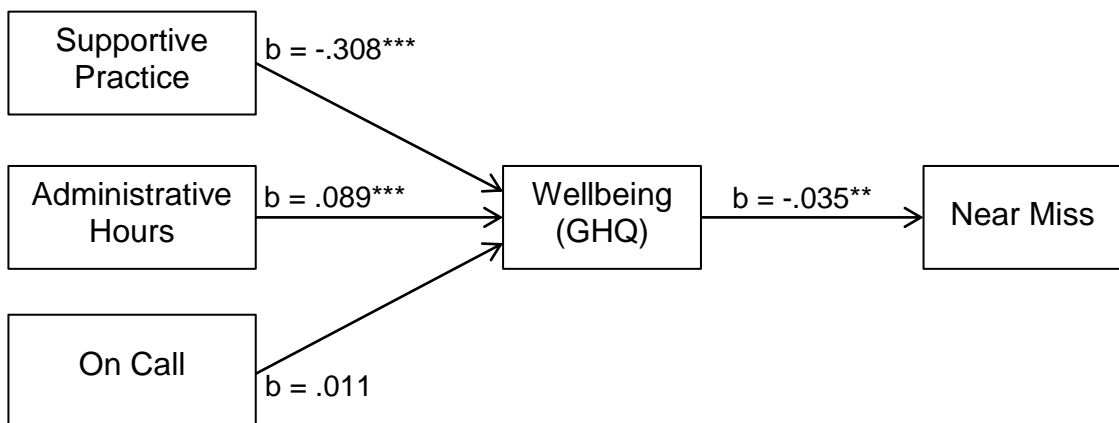 Supportive
Practice
b = -.308***
Administrative
Hours
b = .089***
Wellbeing
(GHQ)
b = -.035**
Near Miss
On Call
b = .011